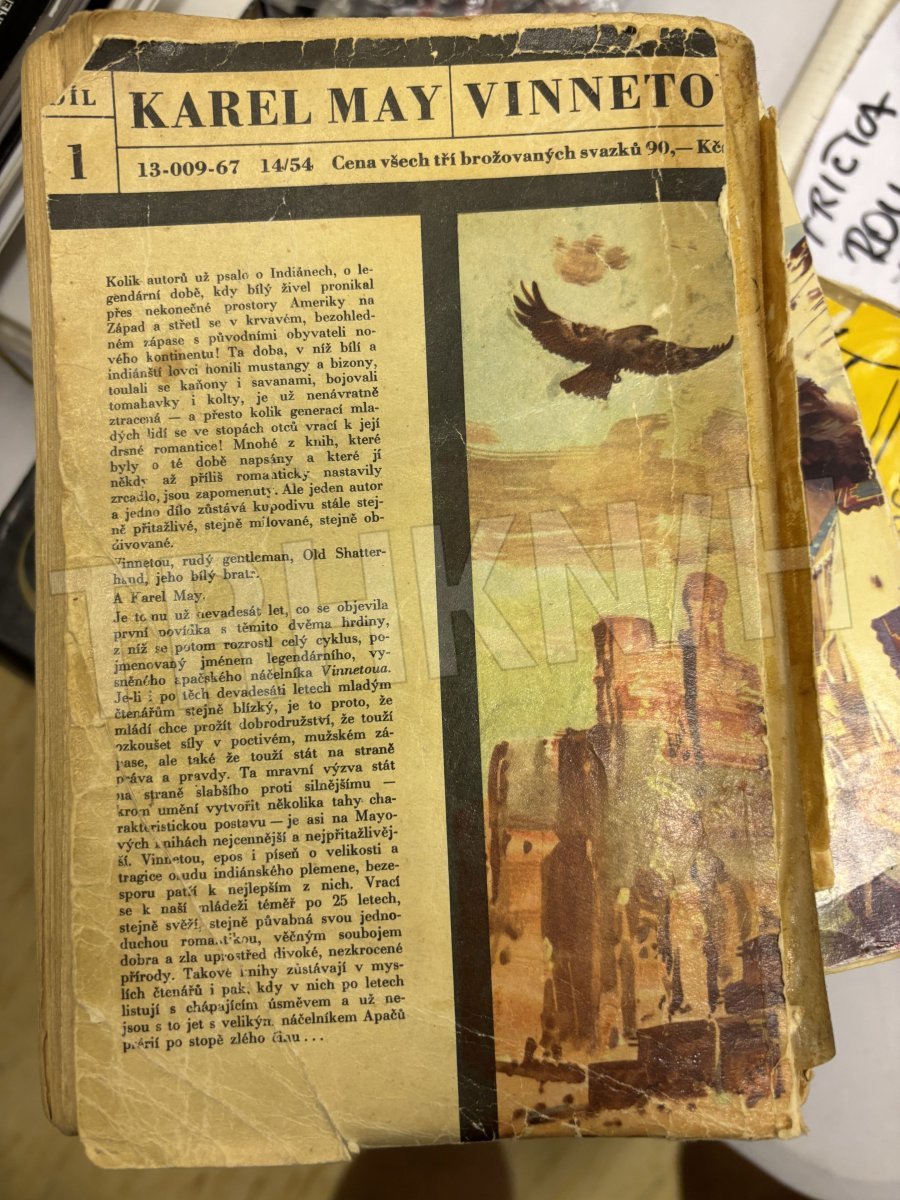 DÍL
1
KAREL MAY
VINNETO
13-009-67 14/54 Cena všech tří brožovaných svazků 90,— Kčs
Kolik autorů už psalo o Indiánech, o le-
gendární době, kdy bílý živel pronikal
přes nekonečné prostory Ameriky na
Západ a střetl se v krvavém, bezohled-
ném zápase s původními obyvateli no-
vého kontinentu! Ta doba, v níž bílí a
indiánští lovci honili mustangy a bizony,
toulali se kaňony i savanami, bojovali
tomahavky i kolty, je už nenávratně
ztracená — a přesto kolik generací mla-
dých lidí se ve stopách otců vrací k její
drsné romantice! Mnohé z knih, které
byly o té době napsány a které jí
někdy až příliš romanticky nastavily
zrcadlo, jsou zapomenuty. Ale jeden autor
a jedno dílo zůstává kupodivu stále stej-
ně přitažlivé, stejně milované, stejně ob-
divované.
Vinnetou, rudý gentleman, Old Shatter-
hand, jeho bílý bratr.
A Karel May.
Je tomu už devadesát let, co se objevila
první povídka s těmito dvěma hrdiny,
z níž se potom rozrostl celý cyklus, po-
jmenovaný jménem legendárního, vy-
sněného apačského náčelníka Vinnetoua.
Je-li i po těch devadesáti letech mladým
čtenářům stejně blízký, je to proto, že
mládí chce prožít dobrodružství, že touží
ozkoušet síly v poctivém, mužském zá-
pase, ale také že touží stát na straně
práva a pravdy. Ta mravní výzva stát
na straně slabšího proti silnějšímu —
kromě umění vytvořit několika tahy cha-
rakteristickou postavu — je asi na Mayo-
vých knihách nejcennější a nejpřitažlivěj-
ší. Vinnetou, epos i píseň o velikosti a
tragice osudu indiánského plemene, beze-
sporu patří k nejlepším z nich. Vrací
se k naší mládeži téměř po 25 letech,
stejně svěží, stejně půvabná svou jedno-
duchou romantikou, věčným soubojem
dobra a zla uprostřed divoké, nezkrocené
přírody. Takové knihy zůstávají v mys-
lích čtenářů i pak, kdy v nich po letech
listují s chápajícím úsměvem a už ne-
jsou s to jet s velikým náčelníkem Apačů
prérií po stopě zlého činu . . .
TRUKNIH